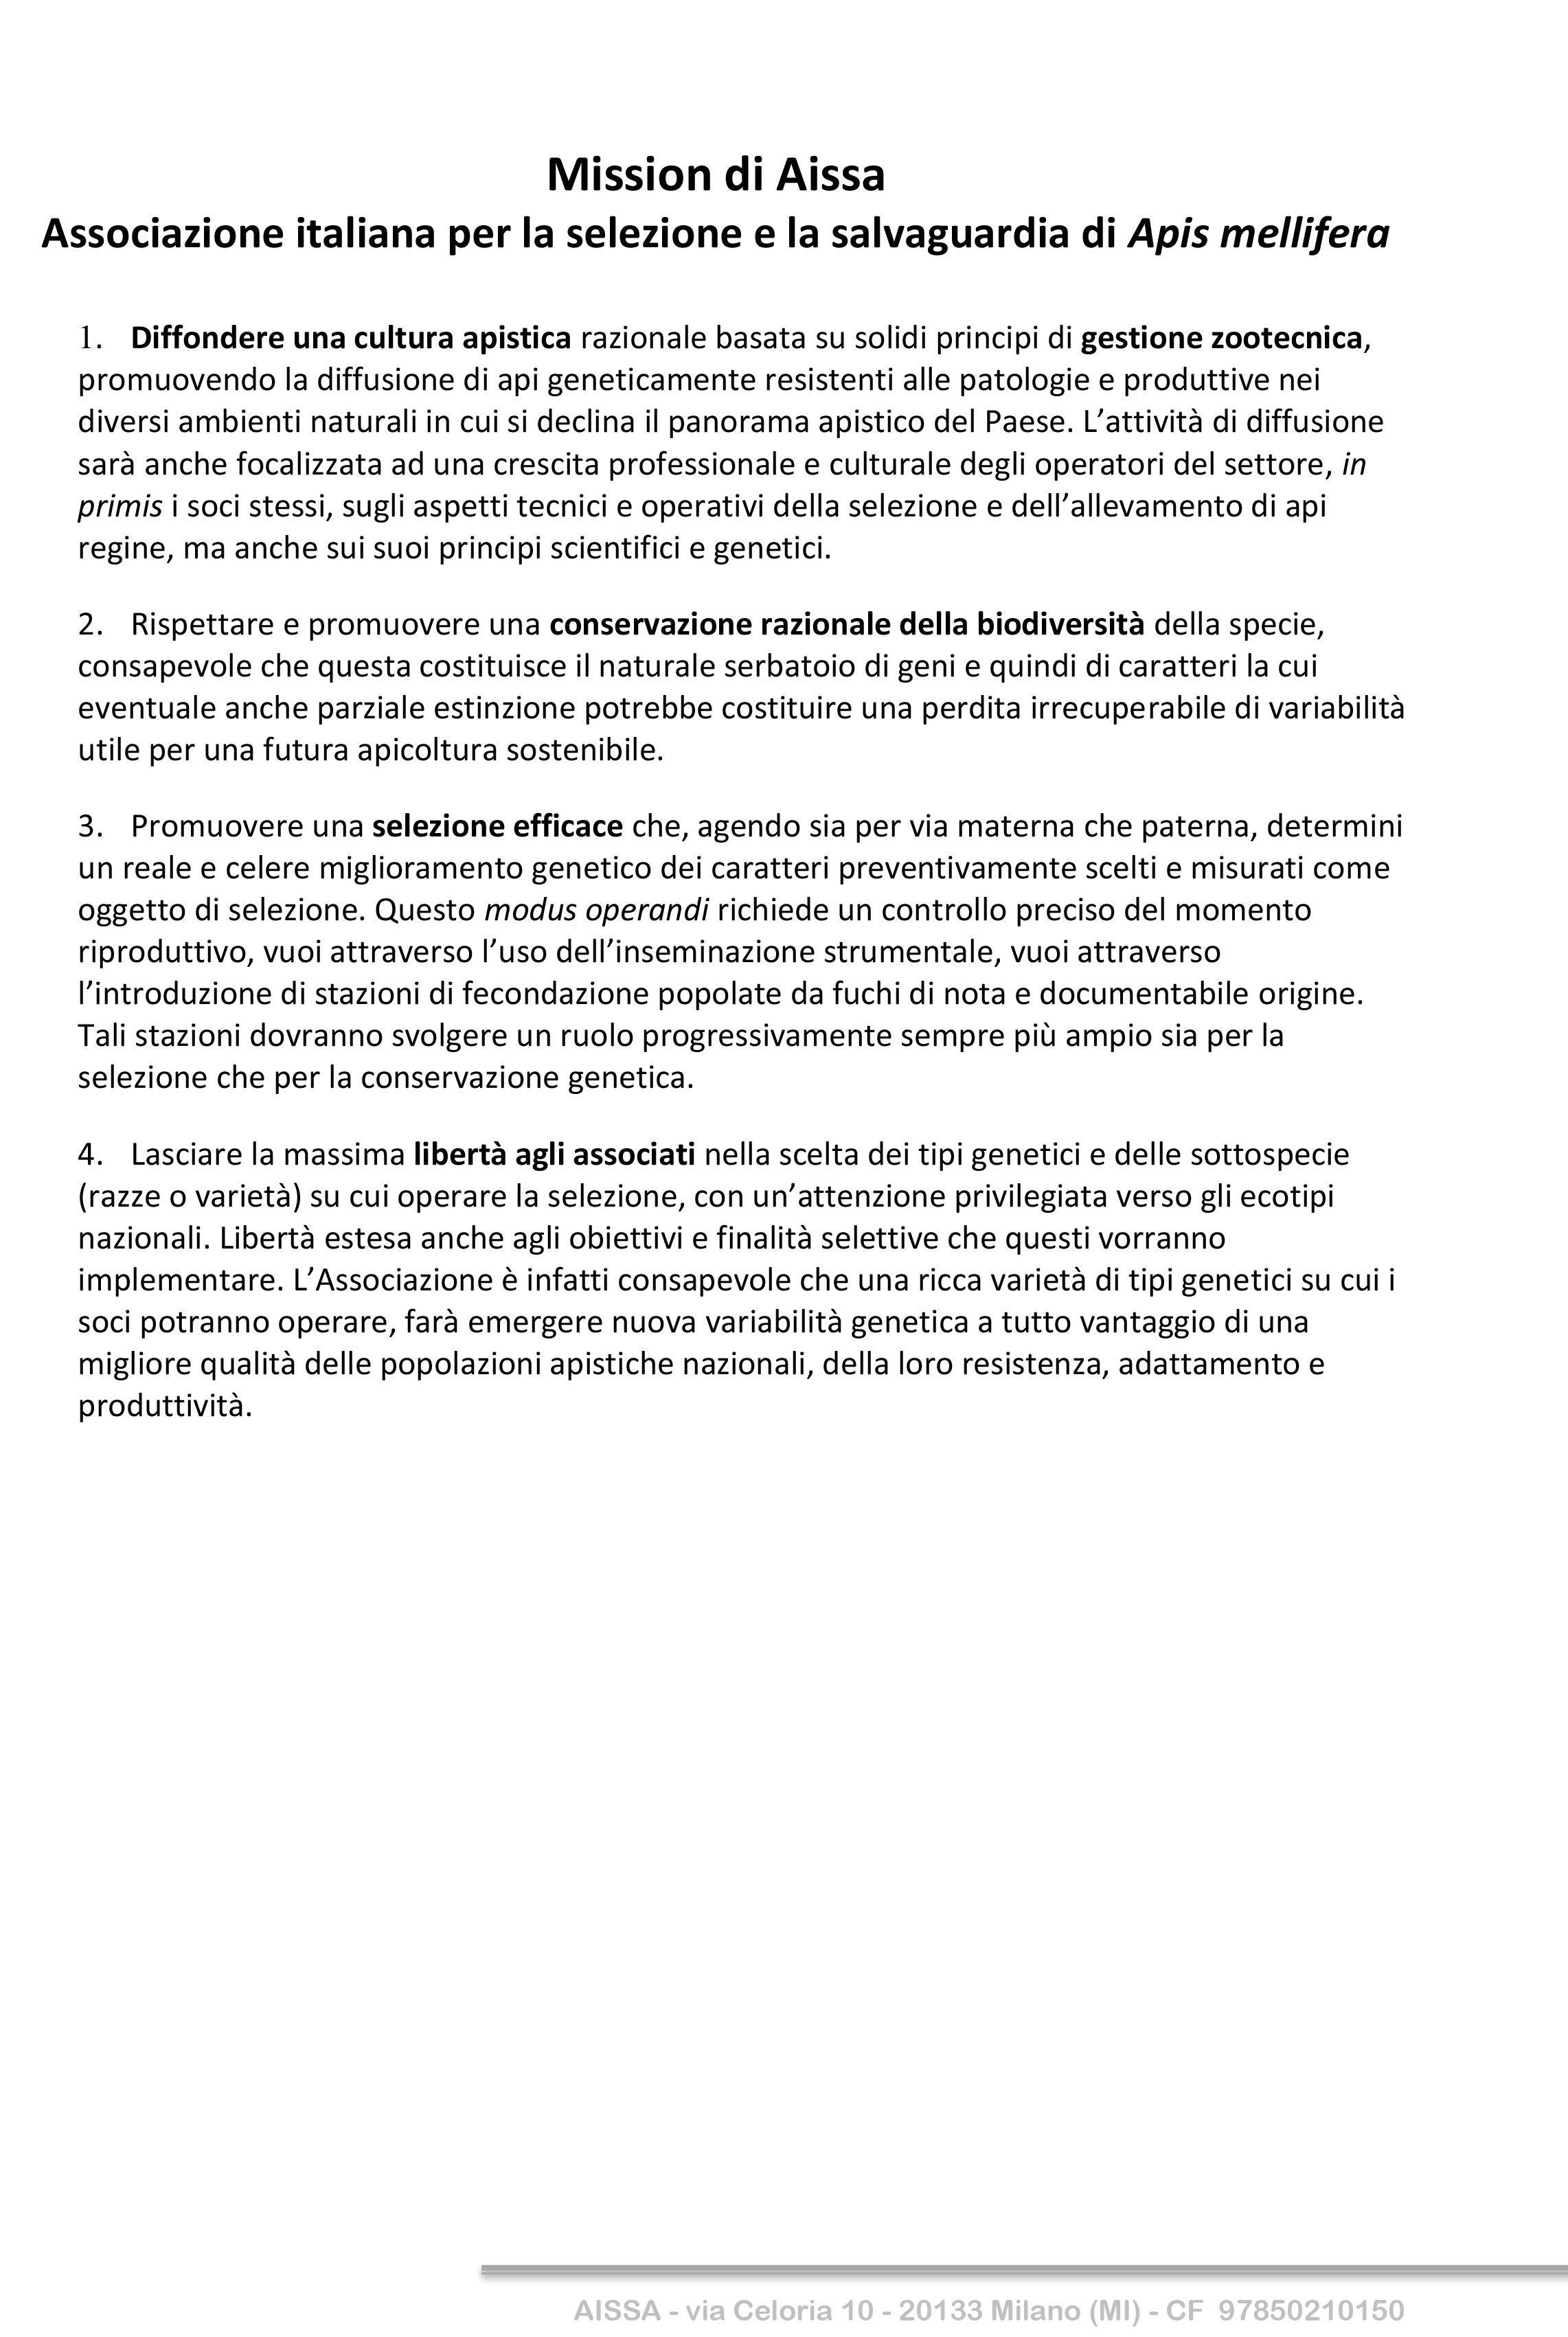 Mission di Aissa
Associazione italiana per la selezione e la salvaguardia di Apis mellifera
1. Diffondere una cultura apistica razionale basata su solidi principi di gestione zootecnica,
promuovendo la diffusione di api geneticamente resistenti alle patologie e produttive nei
diversi ambienti naturali in cui si declina il panorama apistico del Paese. L’attività di diffusione
sarà anche focalizzata ad una crescita professionale e culturale degli operatori del settore, in
primis i soci stessi, sugli aspetti tecnici e operativi della selezione e dell’allevamento di api
regine, ma anche sui suoi principi scientifici e genetici.
2. Rispettare e promuovere una conservazione razionale della biodiversità della specie,
consapevole che questa costituisce il naturale serbatoio di geni e quindi di caratteri la cui
eventuale anche parziale estinzione potrebbe costituire una perdita irrecuperabile di variabilità
utile per una futura apicoltura sostenibile.
3. Promuovere una selezione efficace che, agendo sia per via materna che paterna, determini
un reale e celere miglioramento genetico dei caratteri preventivamente scelti e misurati come
oggetto di selezione. Questo modus operandi richiede un controllo preciso del momento
riproduttivo, vuoi attraverso l’uso dell’inseminazione strumentale, vuoi attraverso
l’introduzione di stazioni di fecondazione popolate da fuchi di nota e documentabile origine.
Tali stazioni dovranno svolgere un ruolo progressivamente sempre più ampio sia per la
selezione che per la conservazione genetica.
4. Lasciare la massima libertà agli associati nella scelta dei tipi genetici e delle sottospecie
(razze o varietà) su cui operare la selezione, con un’attenzione privilegiata verso gli ecotipi
nazionali. Libertà estesa anche agli obiettivi e finalità selettive che questi vorranno
implementare. L’Associazione è infatti consapevole che una ricca varietà di tipi genetici su cui i
soci potranno operare, farà emergere nuova variabilità genetica a tutto vantaggio di una
migliore qualità delle popolazioni apistiche nazionali, della loro resistenza, adattamento e
produttività.
AISSA - via Celoria 10 - 20133 Milano (MI) - CF 97850210150